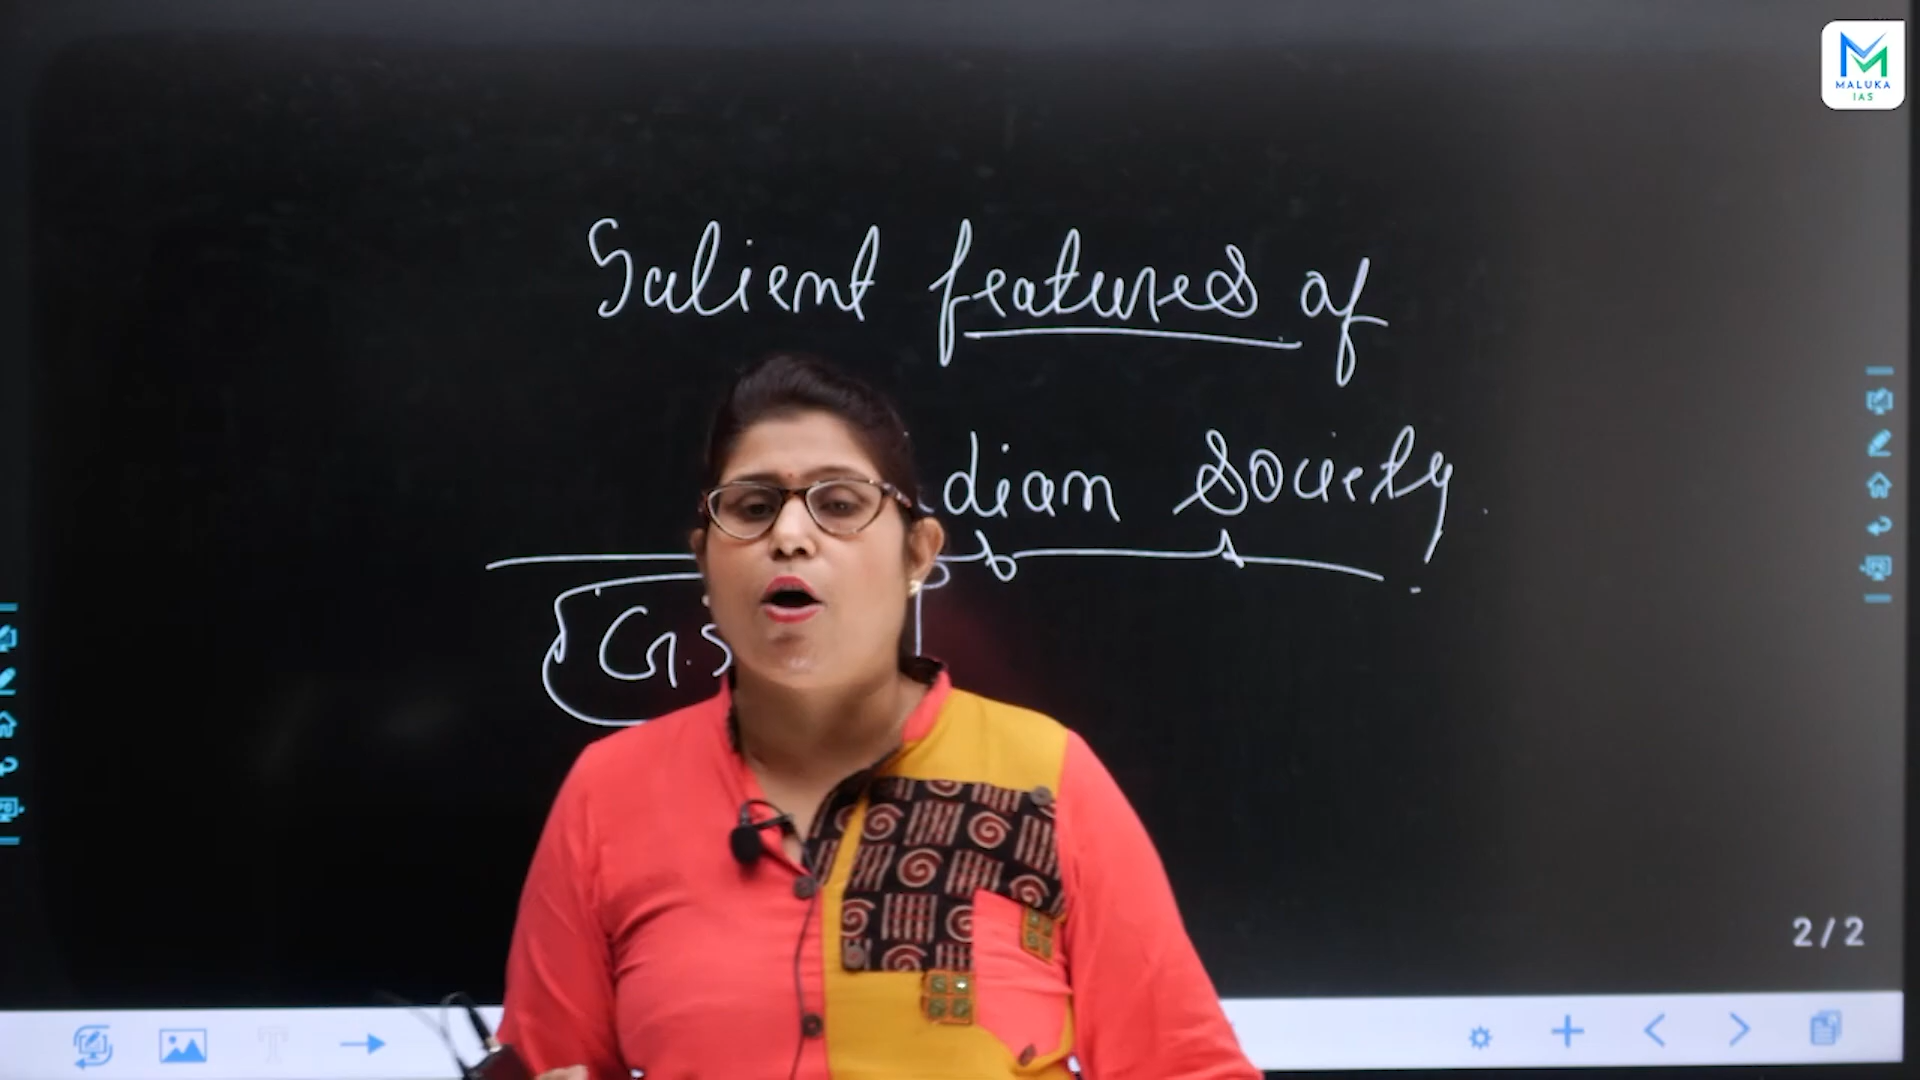 MALUKA
IAS
Salient features of
dian Society.
G.S
2/2